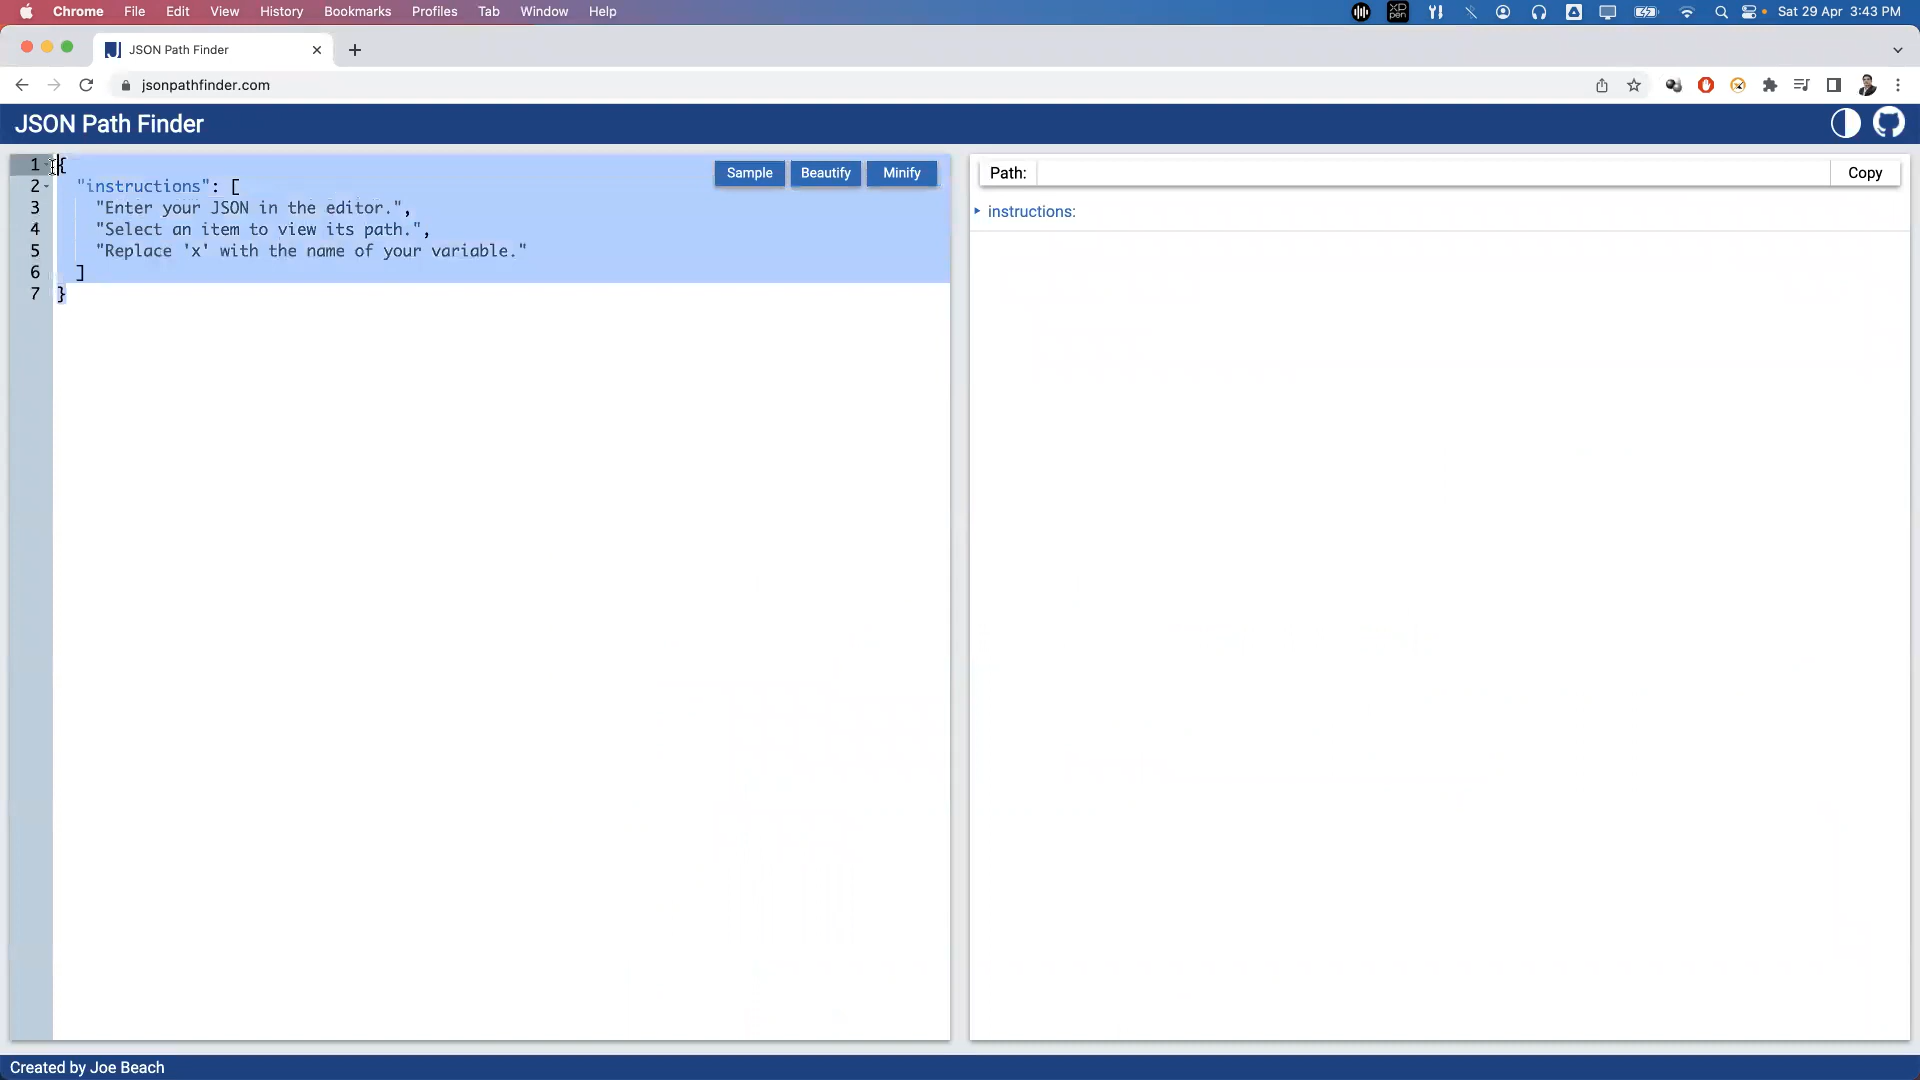 Chrome File Edit View History Bookmarks Profiles Tab Window Help
XP
pen
Sat 29 Apr 3:43 PM
JSON Path Finder
jsonpathfinder.com
JSON Path Finder
1 {
2 "instructions": [
3 "Enter your JSON in the editor.",
4 "Select an item to view its path.",
5 "Replace 'x' with the name of your variable."
6 ]
7 }
Sample Beautify Minify
Path: Copy
instructions:
Created by Joe Beach